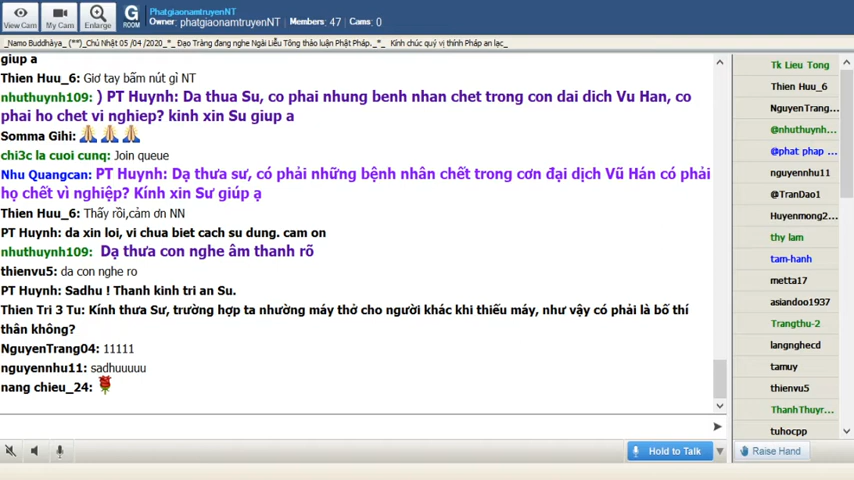 View Cam
My Cam
Enlarge
G
ROOM
PhatgiaonamtruyenNT
Owner: phatgiaonamtruyenNT | Members: 47 | Cams: 0
_Namo Buddhàya_ (**)_Chủ Nhật 05 /04 /2020_*_ Đạo Tràng đang nghe Ngài Liễu Tông thảo luận Phật Pháp._*_ Kính chúc quý vị thính Pháp an lạc_
giup a
Thien Huu_6: Giơ tay bấm nút gì NT
nhuthuynh109: ) PT Huynh: Da thua Su, co phai nhung benh nhan chet trong con dai dich Vu Han, co
phai ho chet vi nghiep? kinh xin Su giup a
Somma Gihi: 🙏🙏🙏
chi3c la cuoi cunq: Join queue
Nhu Quangcan: PT Huynh: Dạ thưa sư, có phải những bệnh nhân chết trong cơn đại dịch Vũ Hán có phải
họ chết vì nghiệp? Kính xin Sư giúp ạ
Thien Huu_6: Thấy rồi,cảm ơn NN
PT Huynh: da xin loi, vi chua biet cach su dung. cam on
nhuthuynh109: Dạ thưa con nghe âm thanh rõ
thienvu5: da con nghe ro
PT Huynh: Sadhu ! Thanh kinh tri an Su.
Thien Tri 3 Tu: Kính thưa Sư, trường hợp ta nhường máy thở cho người khác khi thiếu máy, như vậy có phải là bố thí
thân không?
NguyenTrang04: 11111
nguyennhu11: sadhuuuuu
nang chieu_24: 🌹
Hold to Talk
Tk Lieu Tong
Thien Huu_6
NguyenTrang...
@nhuthuynh...
@phat phap ...
nguyennhu11
@TranDao1
Huyenmong2...
thy lam
tam-hanh
metta17
asiandoo1937
Trangthu-2
langnghecd
tamuy
thienvu5
ThanhThuyr...
tuhocpp
Raise Hand